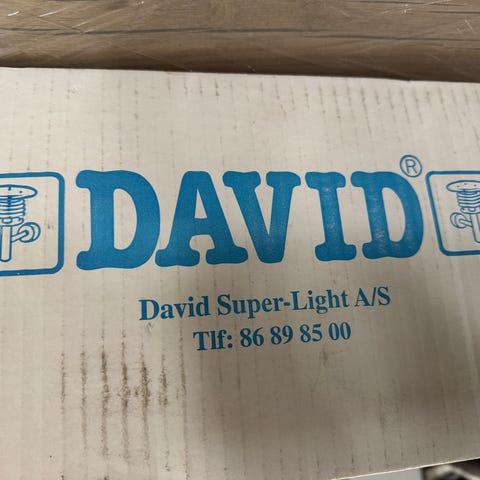 DAVID®
David Super-Light A/S
Tlf: 86 89 85 00